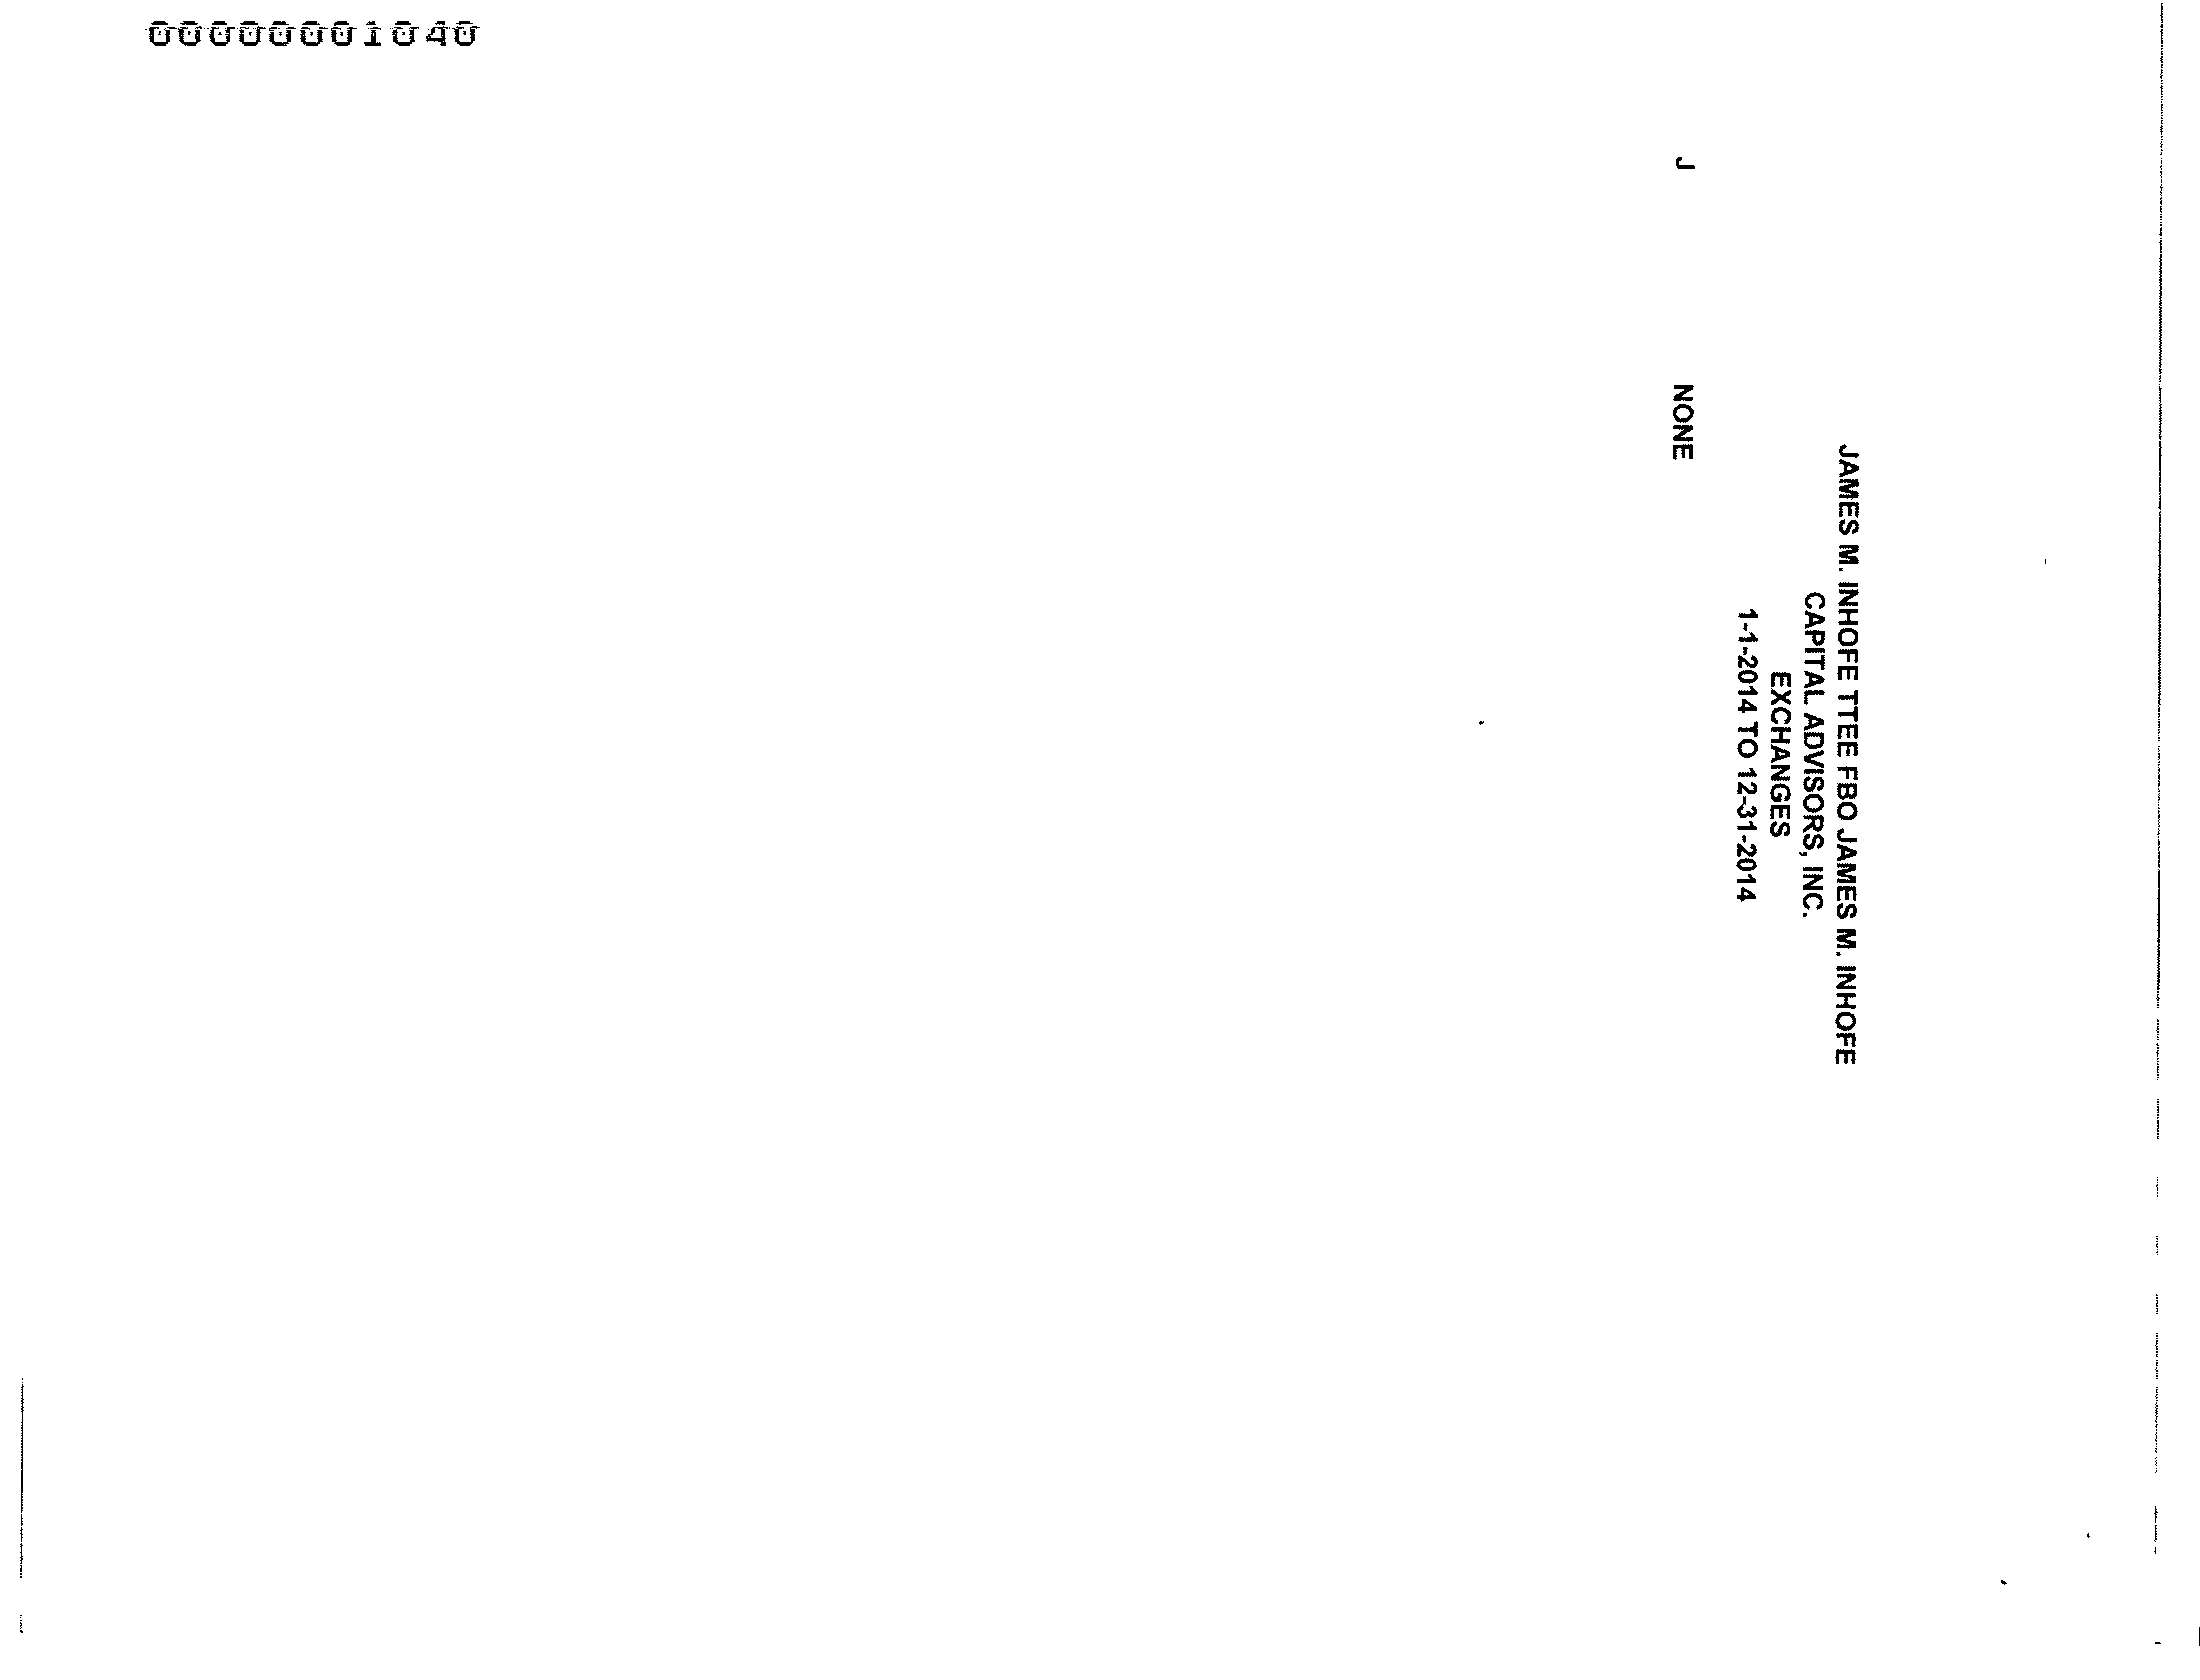 00000001040
JAMES M. INHOFE TTEE FBO JAMES M. INHOFE
CAPITAL ADVISORS, INC.
EXCHANGES
1-1-2014 TO 12-31-2014
J NONE